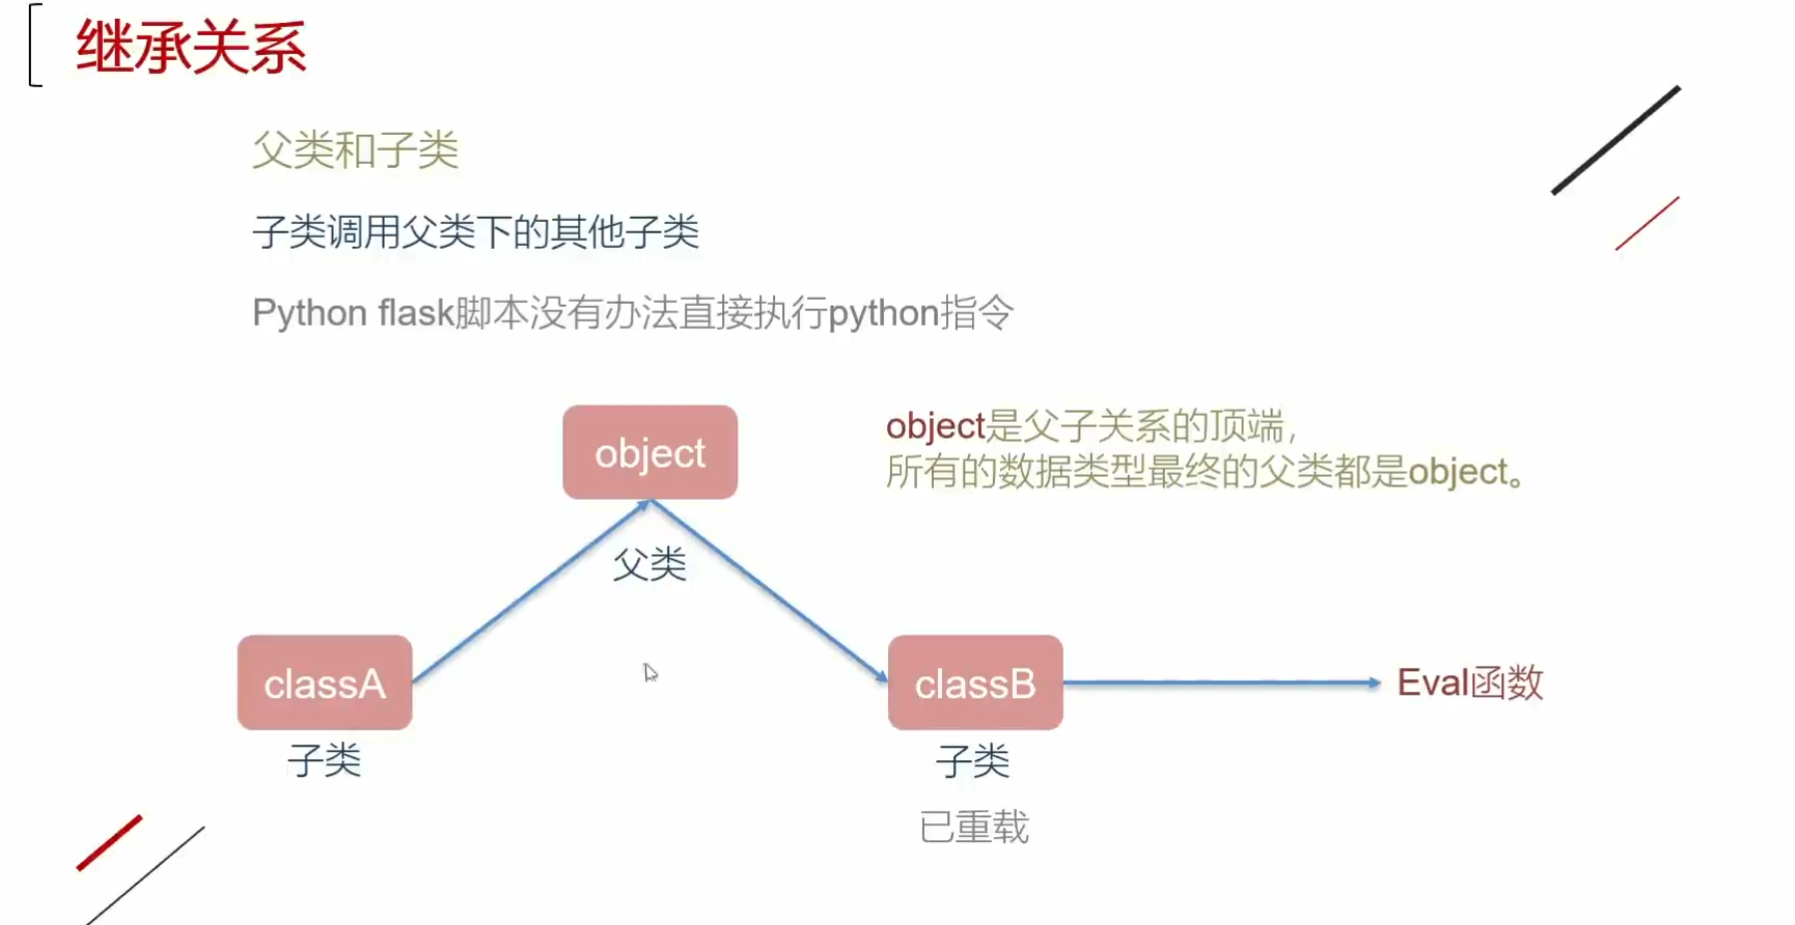 继承关系
父类和子类
子类调用父类下的其他子类
Python flask脚本没有办法直接执行python指令
object
object是父子关系的顶端，
所有的数据类型最终的父类都是object。
父类
classA
classB
Eval函数
子类
子类
已重载